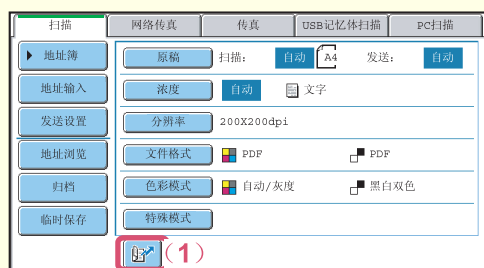 扫描 网络传真 传真 USB记忆体扫描 PC扫描
地址簿 原稿 扫描: 自动 A4 发送: 自动
地址输入 浓度 自动 文字
发送设置 分辨率 200X200dpi
地址浏览 文件格式 PDF PDF
归档 色彩模式 自动/灰度 黑白双色
临时保存 特殊模式
(1)